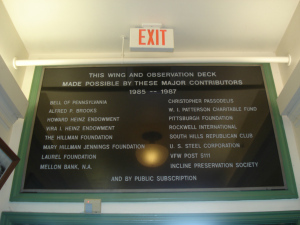 EXIT
THIS WING AND OBSERVATION DECK
MADE POSSIBLE BY THESE MAJOR CONTRIBUTORS
1985 -- 1987
BELL OF PENNSYLVANIA
ALFRED P. BROOKS
HOWARD HEINZ ENDOWMENT
VIRA I. HEINZ ENDOWMENT
THE HILLMAN FOUNDATION
MARY HILLMAN JENNINGS FOUNDATION
LAUREL FOUNDATION
MELLON BANK, N.A.
CHRISTOPHER PASSODELIS
W. I. PATTERSON CHARITABLE FUND
PITTSBURGH FOUNDATION
ROCKWELL INTERNATIONAL
SOUTH HILLS REPUBLICAN CLUB
U. S. STEEL CORPORATION
VFW POST 5111
INCLINE PRESERVATION SOCIETY
AND BY PUBLIC SUBSCRIPTION